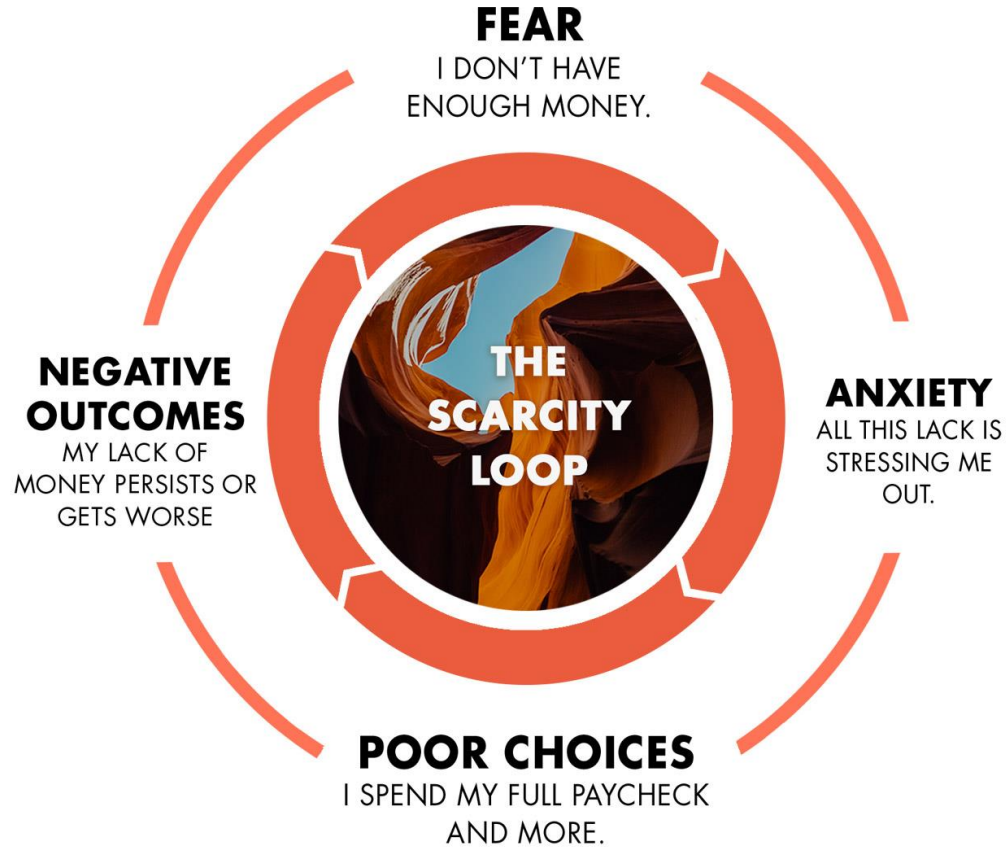 FEAR
I DON'T HAVE
ENOUGH MONEY.
THE
SCARCITY
LOOP
ANXIETY
ALL THIS LACK IS
STRESSING ME
OUT.
POOR CHOICES
I SPEND MY FULL PAYCHECK
AND MORE.
NEGATIVE
OUTCOMES
MY LACK OF
MONEY PERSISTS OR
GETS WORSE